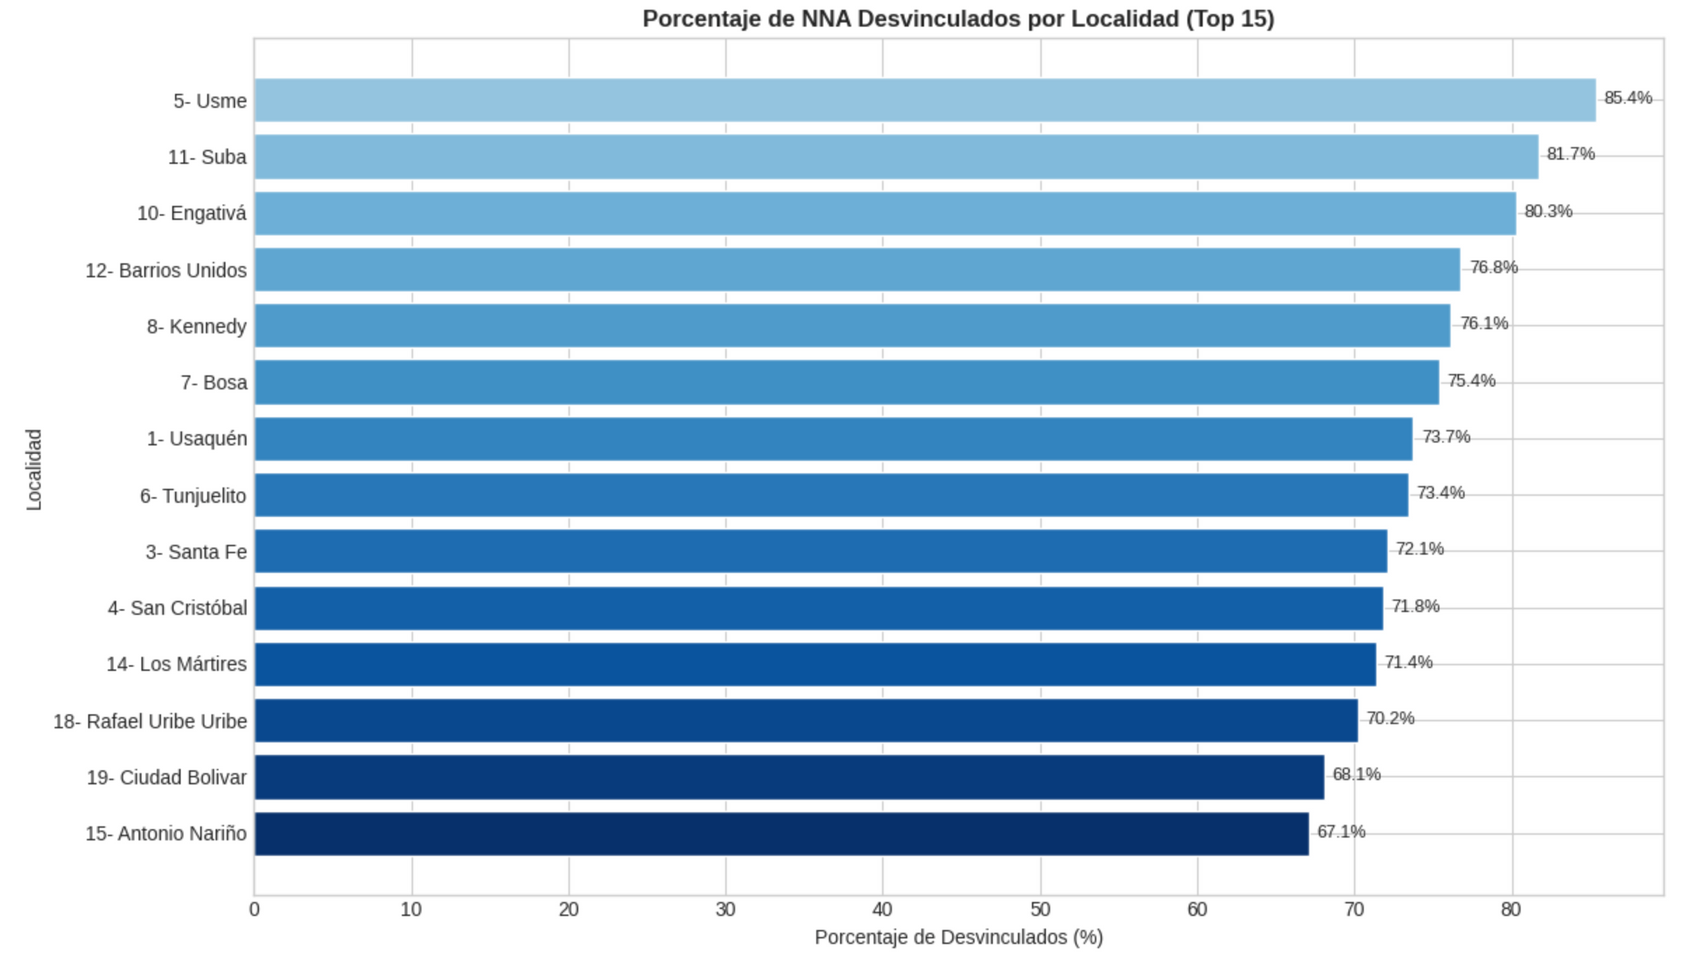 Porcentaje de NNA Desvinculados por Localidad (Top 15)
Localidad
5- Usme 85.4%
11- Suba 81.7%
10- Engativá 80.3%
12- Barrios Unidos 76.8%
8- Kennedy 76.1%
7- Bosa 75.4%
1- Usaquén 73.7%
6- Tunjuelito 73.4%
3- Santa Fe 72.1%
4- San Cristóbal 71.8%
14- Los Mártires 71.4%
18- Rafael Uribe Uribe 70.2%
19- Ciudad Bolivar 68.1%
15- Antonio Nariño 67.1%
0 10 20 30 40 50 60 70 80
Porcentaje de Desvinculados (%)